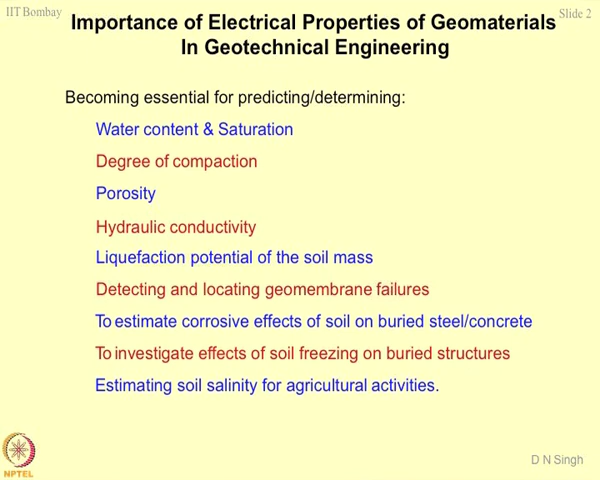 IIT Bombay
Slide 2
Importance of Electrical Properties of Geomaterials
In Geotechnical Engineering
Becoming essential for predicting/determining:
Water content & Saturation
Degree of compaction
Porosity
Hydraulic conductivity
Liquefaction potential of the soil mass
Detecting and locating geomembrane failures
To estimate corrosive effects of soil on buried steel/concrete
To investigate effects of soil freezing on buried structures
Estimating soil salinity for agricultural activities.
NPTEL
D N Singh